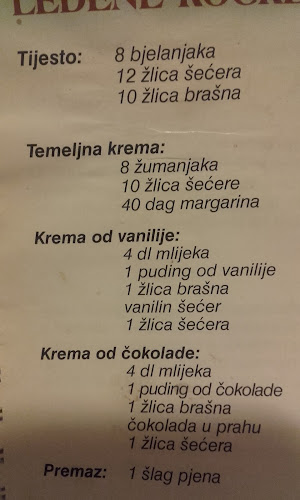 LEDENE KOCKE
Tijesto: 8 bjelanjaka
12 žlica šećera
10 žlica brašna
Temeljna krema:
8 žumanjaka
10 žlica šećere
40 dag margarina
Krema od vanilije:
4 dl mlijeka
1 puding od vanilije
1 žlica brašna
vanilin šećer
1 žlica šećera
Krema od čokolade:
4 dl mlijeka
1 puding od čokolade
1 žlica brašna
čokolada u prahu
1 žlica šećera
Premaz: 1 šlag pjena